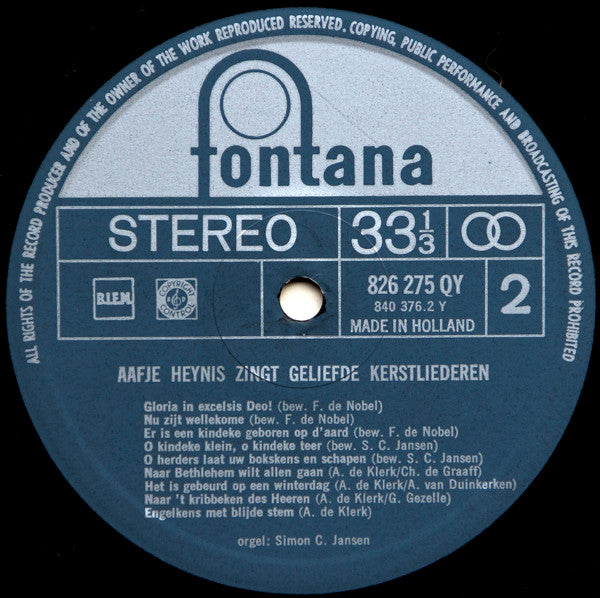 ALL RIGHTS OF THE RECORD PRODUCER AND OF THE OWNER OF THE WORK REPRODUCED RESERVED. COPYING, PUBLIC PERFORMANCE AND BROADCASTING OF THIS RECORD PROHIBITED
fontana
STEREO 33⅓
B.I.E.M. COPYRIGHT CONTROL 826 275 QY 2
840 376.2 Y
MADE IN HOLLAND
AAFJE HEYNIS ZINGT GELIEFDE KERSTLIEDEREN
Gloria in excelsis Deo! (bew. F. de Nobel)
Nu zijt wellekome (bew. F. de Nobel)
Er is een kindeke geboren op d'aard (bew. F. de Nobel)
O kindeke klein, o kindeke teer (bew. S. C. Jansen)
O herders laat uw bokskens en schapen (bew. S. C. Jansen)
Naar Bethlehem wilt allen gaan (A. de Klerk/Ch. de Graaff)
Het is gebeurd op een winterdag (A. de Klerk/A. van Duinkerken)
Naar 't kribbeken des Heeren (A. de Klerk/G. Gezelle)
Engelkens met blijde stem (A. de Klerk)
orgel: Simon C. Jansen